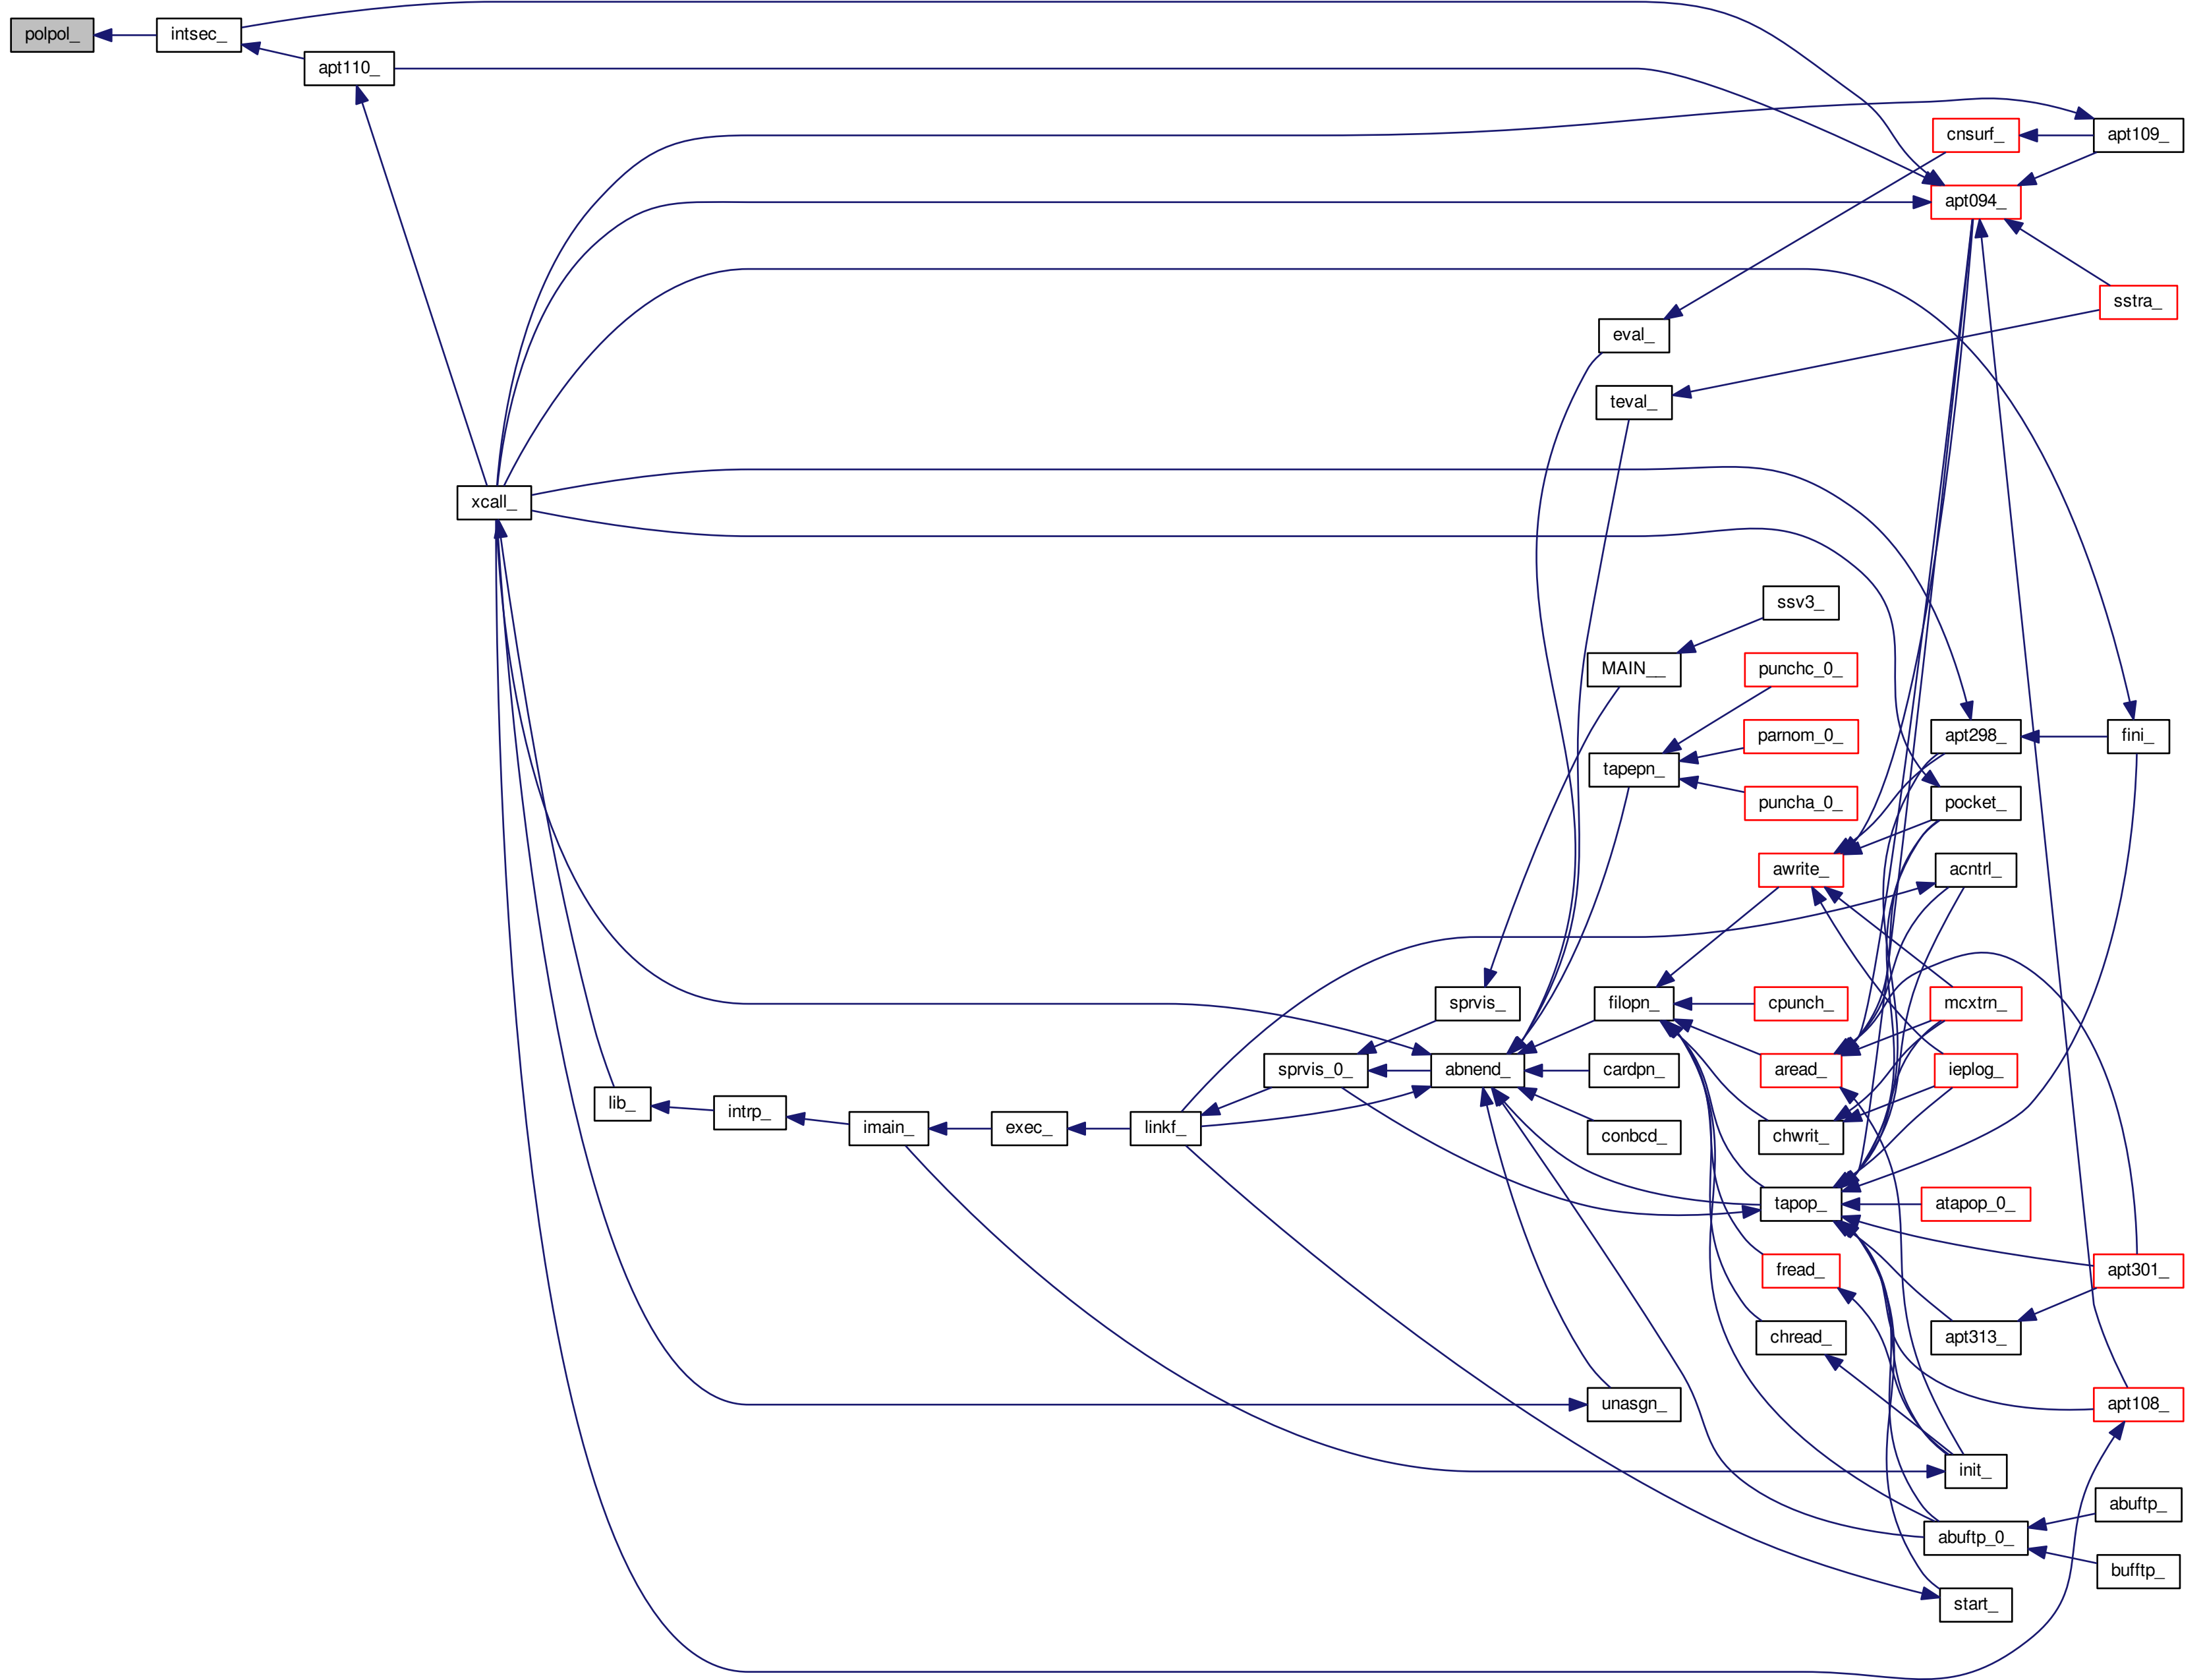 polpol_
intsec_
apt110_
cnsurf_
apt109_
apt094_
sstra_
eval_
teval_
xcall_
ssv3_
MAIN__
punchc_0_
parnom_0_
apt298_
fini_
tapepn_
puncha_0_
pocket_
awrite_
acntrl_
sprvis_
filopn_
cpunch_
mcxtrn_
sprvis_0_
abnend_
cardpn_
aread_
ieplog_
lib_
intrp_
imain_
exec_
linkf_
conbcd_
chwrit_
tapop_
atapop_0_
fread_
apt301_
chread_
apt313_
unasgn_
apt108_
init_
abuftp_
abuftp_0_
bufftp_
start_